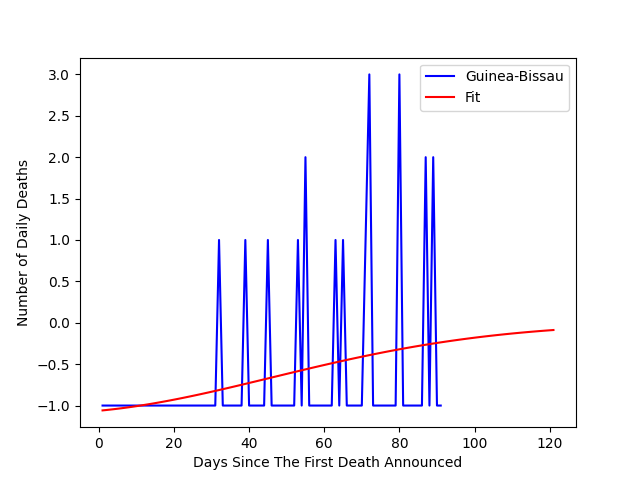 Guinea-Bissau
Fit
3.0
2.5
2.0
1.5
1.0
0.5
0.0
−0.5
−1.0
Number of Daily Deaths
0 20 40 60 80 100 120
Days Since The First Death Announced